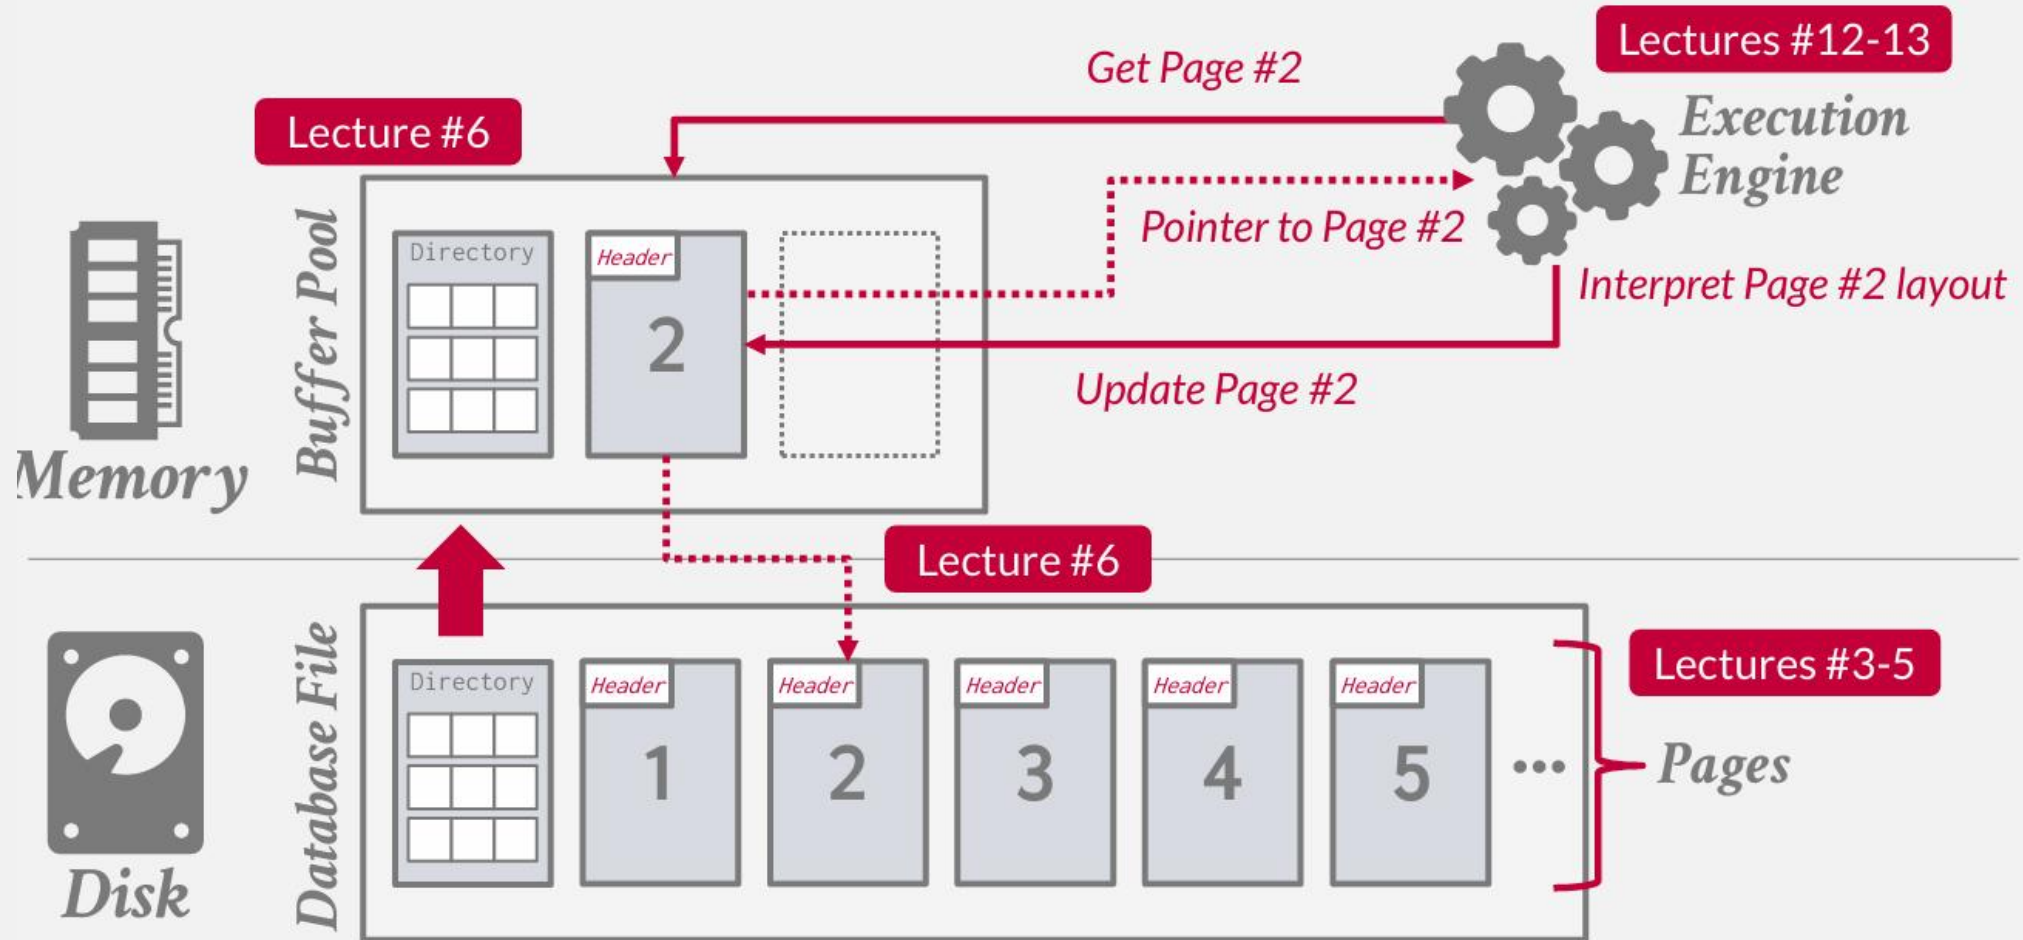 Lectures #12-13
Get Page #2
Execution
Engine
Lecture #6
Pointer to Page #2
Interpret Page #2 layout
Update Page #2
Memory
Buffer Pool
Directory
Header
2
Lecture #6
Disk
Database File
Directory
Header
1
Header
2
Header
3
Header
4
Header
5
...
Lectures #3-5
Pages